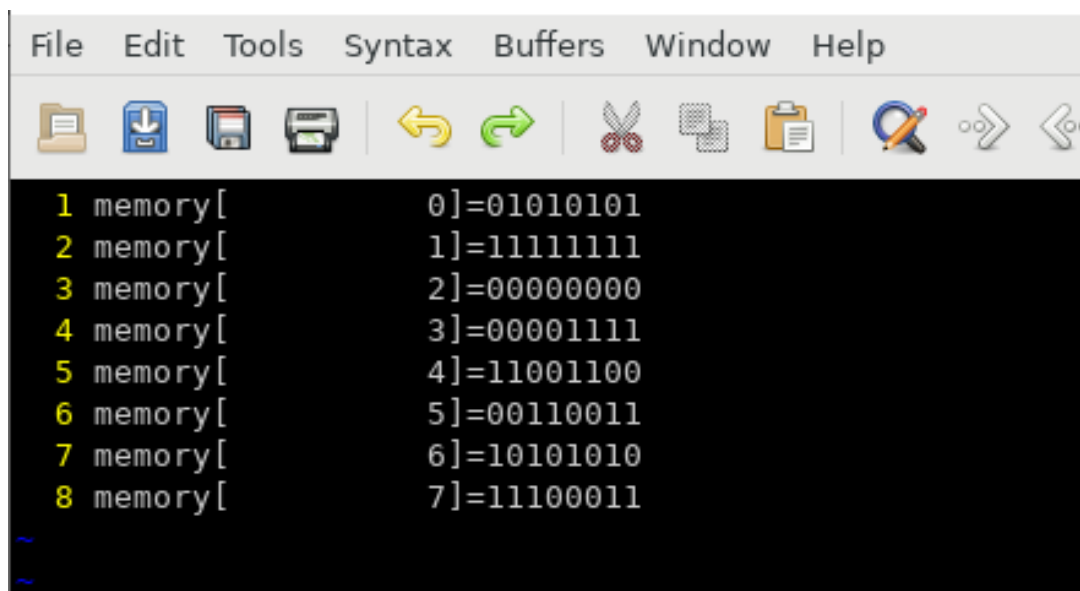 File Edit Tools Syntax Buffers Window Help
1 memory[          0]=01010101
2 memory[          1]=11111111
3 memory[          2]=00000000
4 memory[          3]=00001111
5 memory[          4]=11001100
6 memory[          5]=00110011
7 memory[          6]=10101010
8 memory[          7]=11100011
~
~